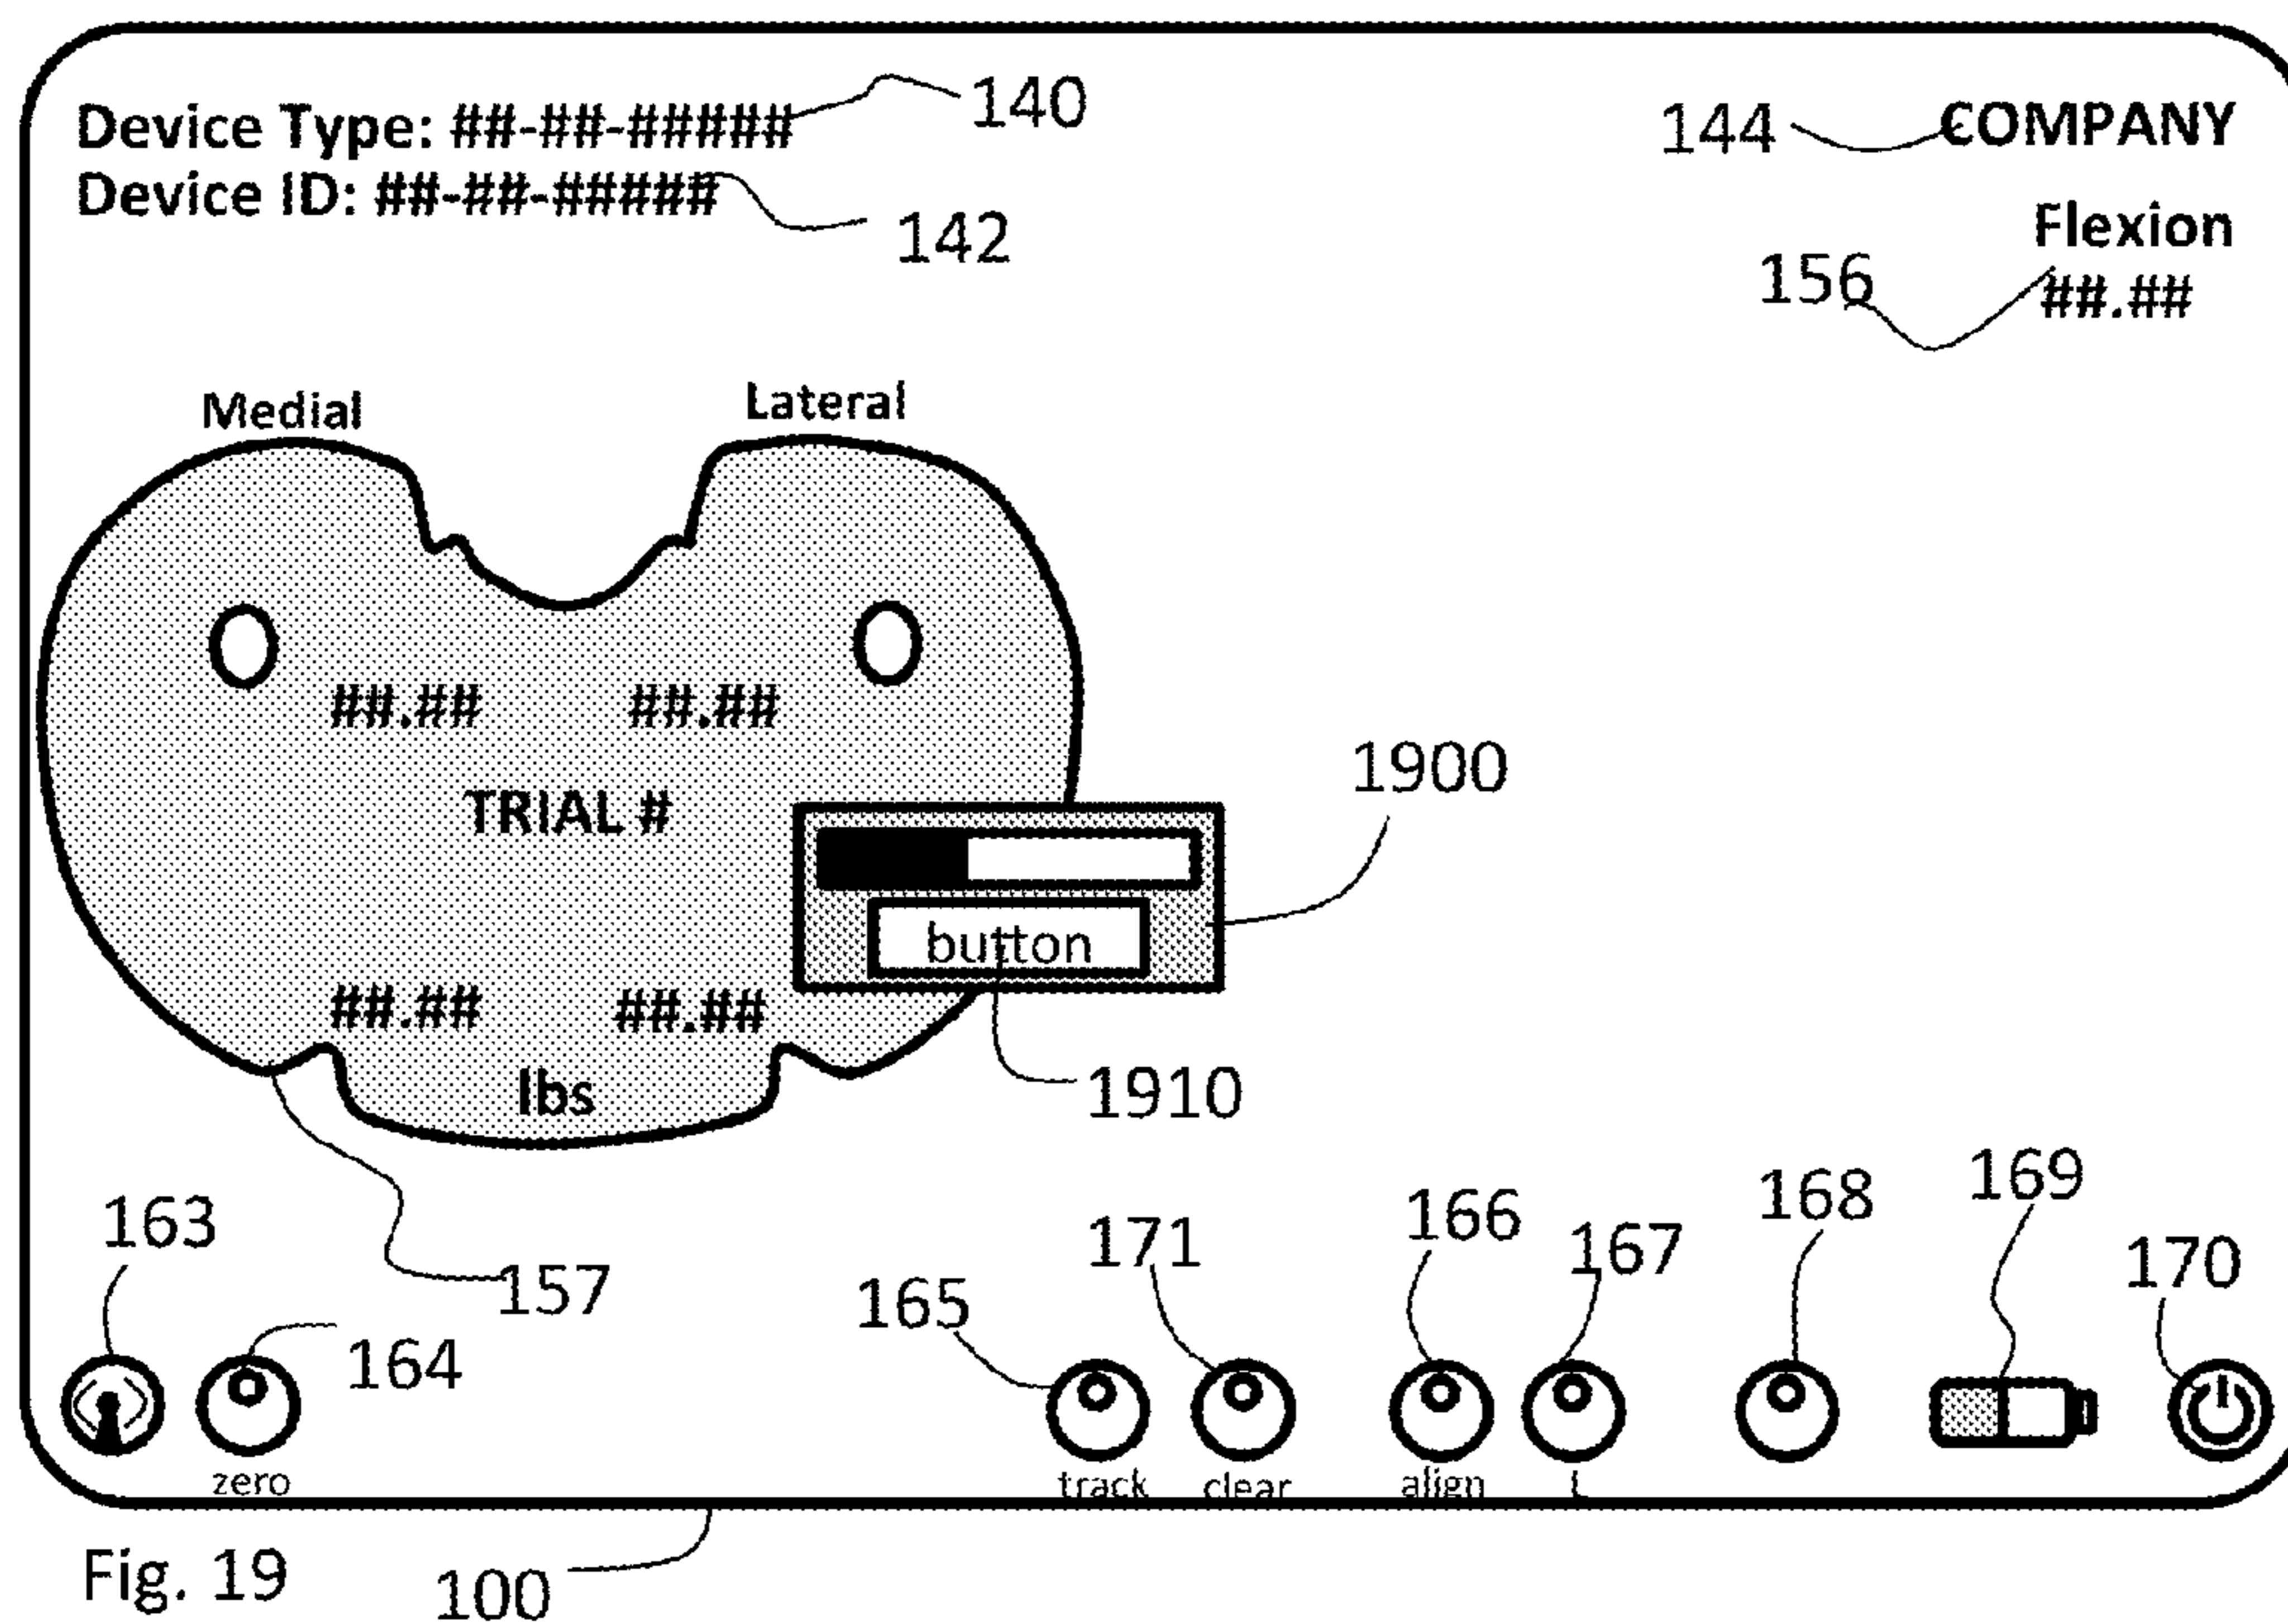 Device Type: ##-##-##### 140
144 COMPANY
Device ID: ##-##-#####
142
Flexion
156 ##.##
Medial Lateral
##.## ##.##
1900
TRIAL #
button
##.## ##.##
1910
lbs
163 157 164
165 171 166 167 168 169 170
zero track clear align L
Fig. 19 100